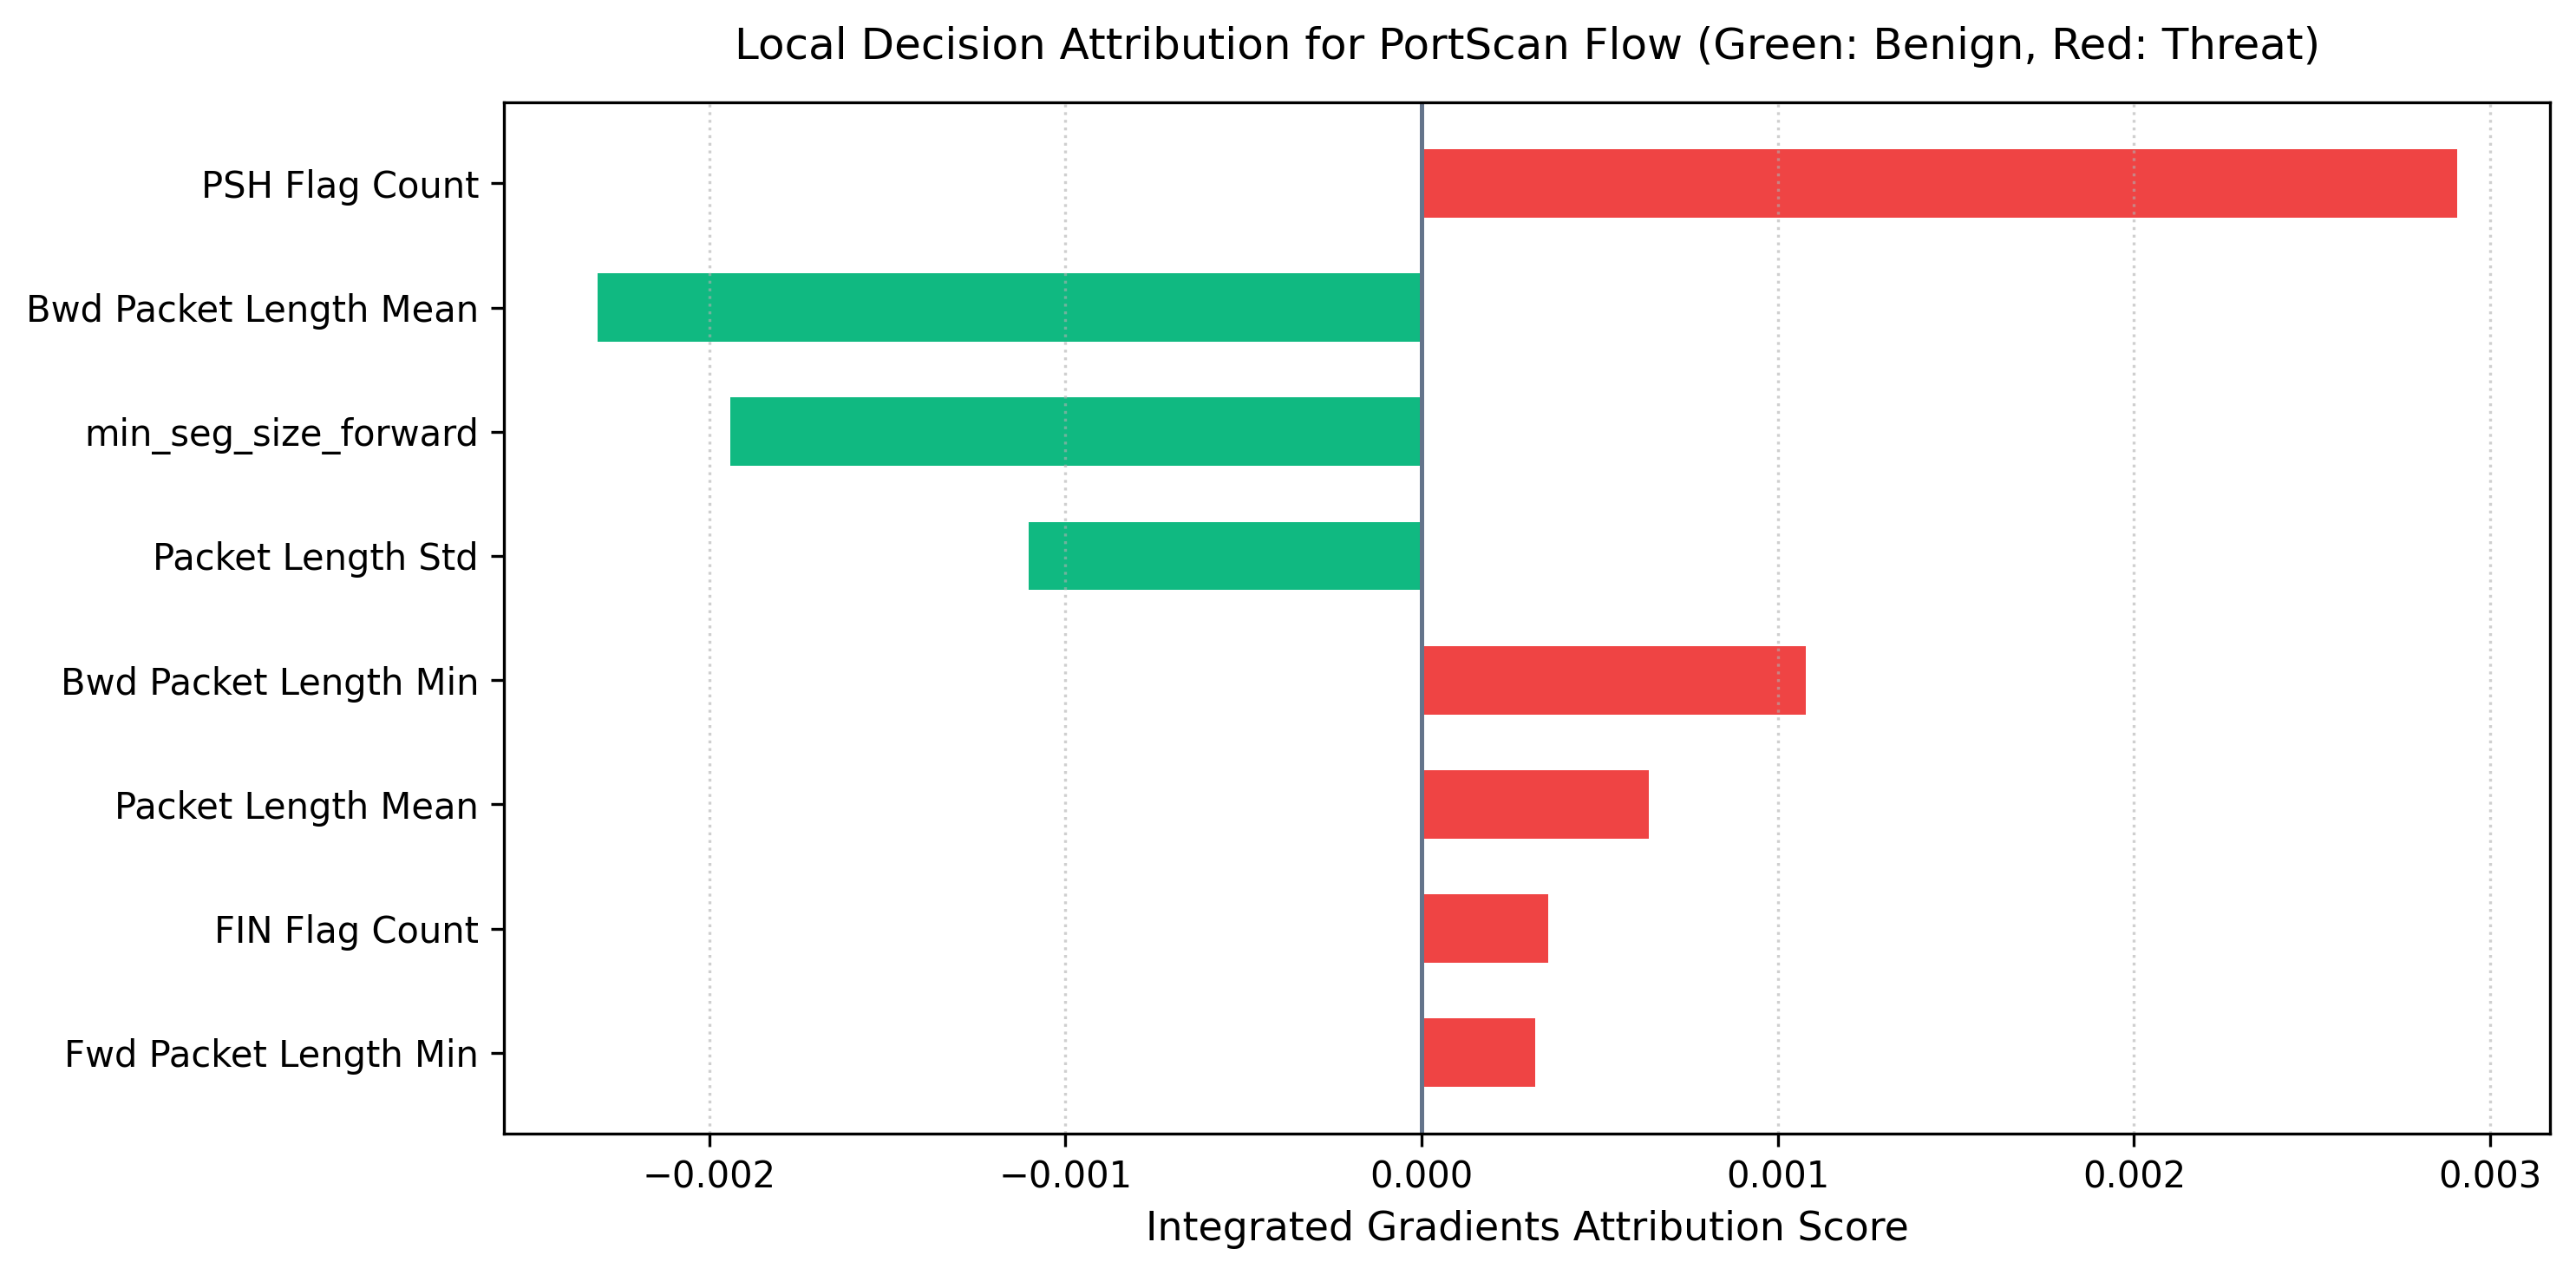 Local Decision Attribution for PortScan Flow (Green: Benign, Red: Threat)
PSH Flag Count
Bwd Packet Length Mean
min_seg_size_forward
Packet Length Std
Bwd Packet Length Min
Packet Length Mean
FIN Flag Count
Fwd Packet Length Min
−0.002 −0.001 0.000 0.001 0.002 0.003
Integrated Gradients Attribution Score